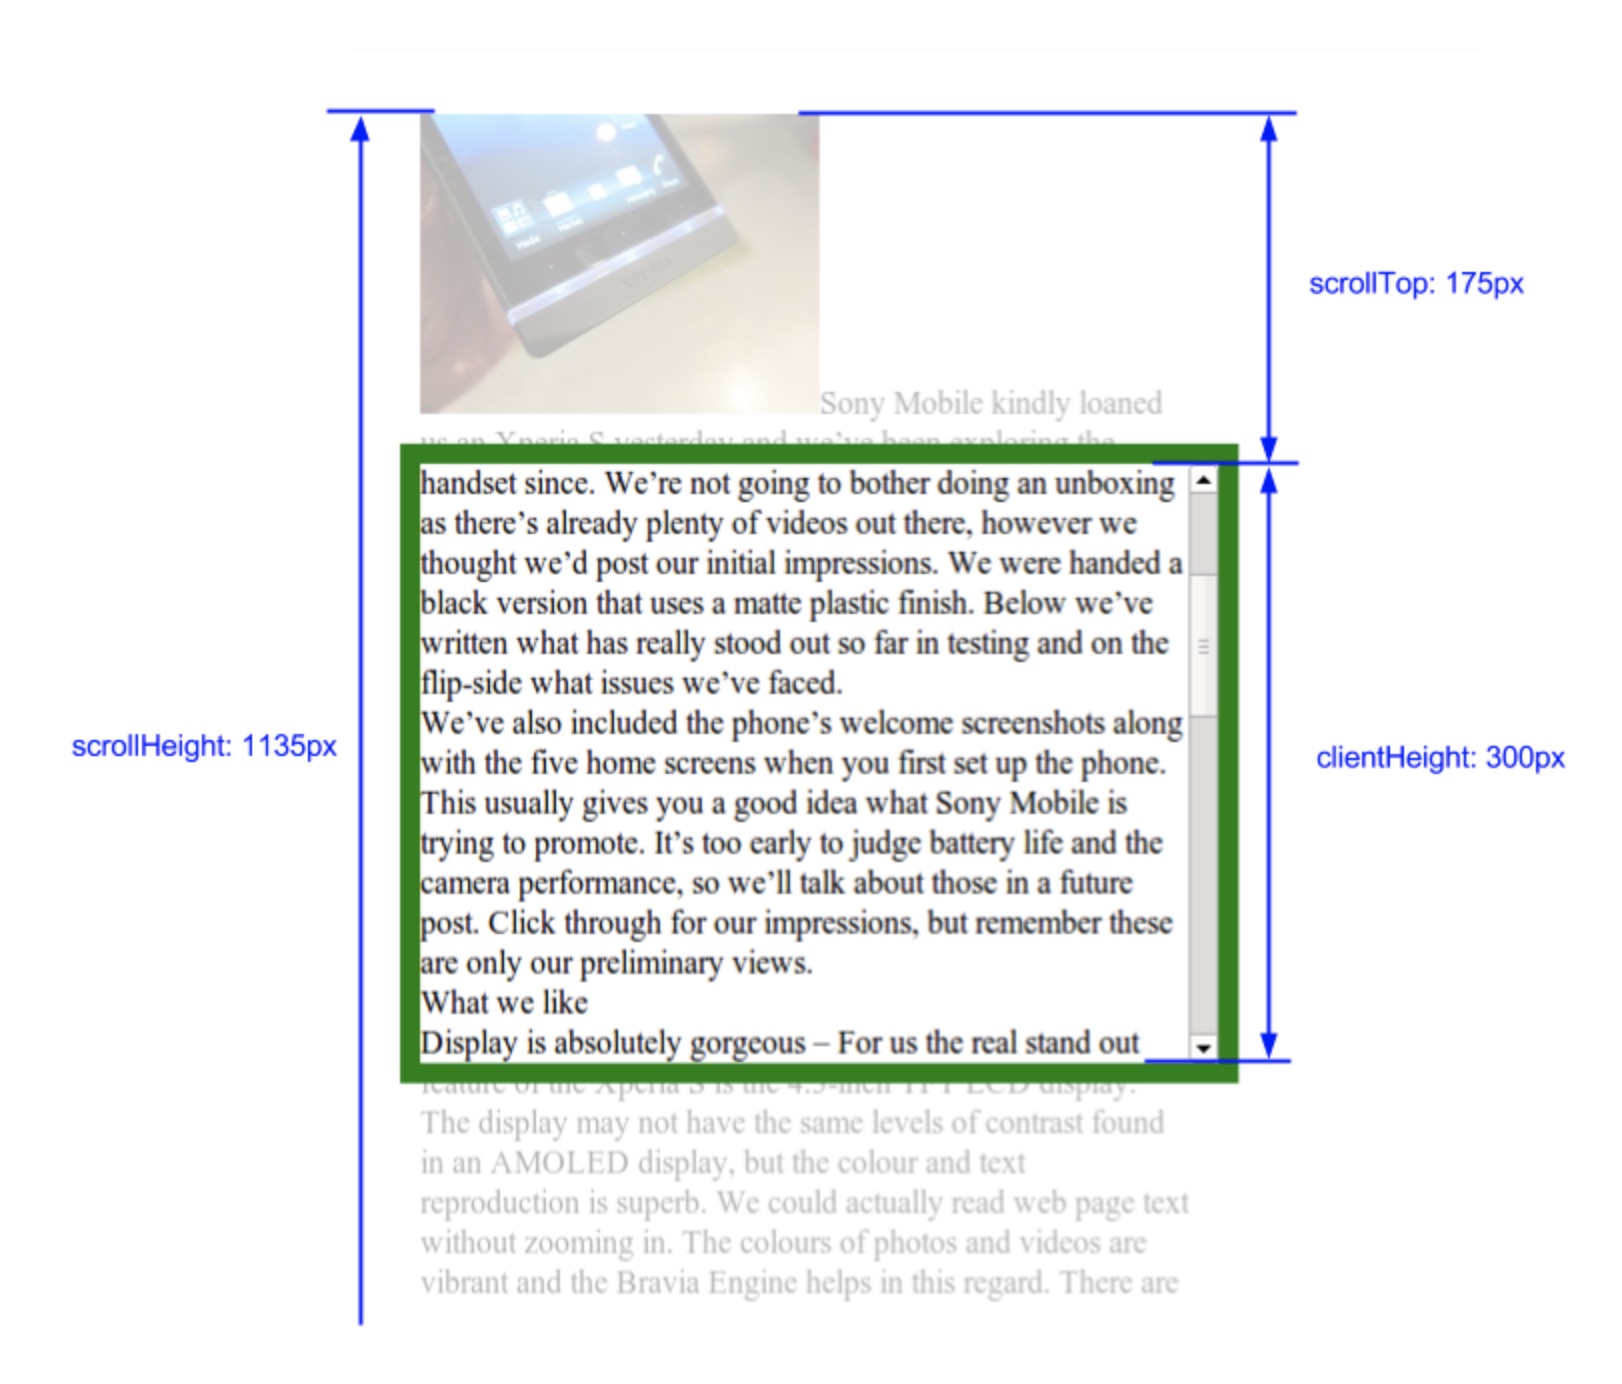 XPERIA
scrollTop: 175px
Sony Mobile kindly loaned
us an Xperia S yesterday and we've been exploring the
handset since. We're not going to bother doing an unboxing
as there's already plenty of videos out there, however we
thought we'd post our initial impressions. We were handed a
black version that uses a matte plastic finish. Below we've
written what has really stood out so far in testing and on the
flip-side what issues we've faced.
We've also included the phone's welcome screenshots along
scrollHeight: 1135px
with the five home screens when you first set up the phone.
clientHeight: 300px
This usually gives you a good idea what Sony Mobile is
trying to promote. It's too early to judge battery life and the
camera performance, so we'll talk about those in a future
post. Click through for our impressions, but remember these
are only our preliminary views.
What we like
Display is absolutely gorgeous – For us the real stand out
feature of the Xperia S is the 4.3-inch TFT LCD display.
The display may not have the same levels of contrast found
in an AMOLED display, but the colour and text
reproduction is superb. We could actually read web page text
without zooming in. The colours of photos and videos are
vibrant and the Bravia Engine helps in this regard. There are